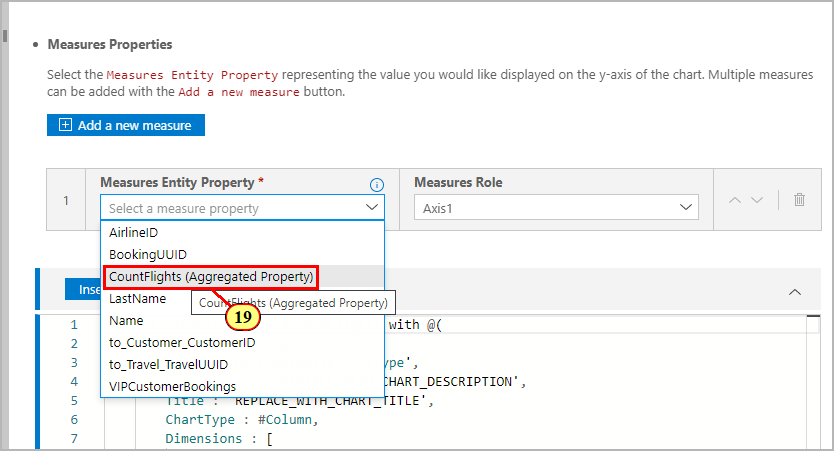 Measures Properties
Select the Measures Entity Property representing the value you would like displayed on the y-axis of the chart. Multiple measures
can be added with the Add a new measure button.
Add a new measure
1
Measures Entity Property *
Select a measure property
Measures Role
Axis1
AirlineID
BookingUUID
CountFlights (Aggregated Property)
LastName
Name
to_Customer_CustomerID
to_Travel_TravelUUID
VIPCustomerBookings
CountFlights (Aggregated Property)
19
1 with @(
2
3
4 CHART_DESCRIPTION',
5 Title : 'REPLACE_WITH_CHART_TITLE',
6 ChartType : #Column,
7 Dimensions : [